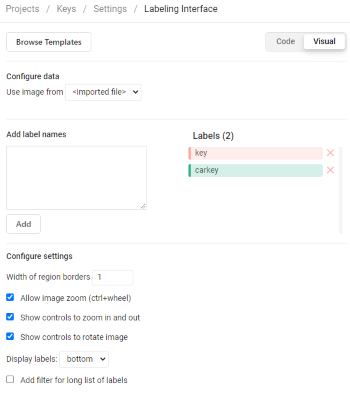 Projects / Keys / Settings / Labeling Interface
Browse Templates
Code Visual
Configure data
Use image from <imported file>
Add label names
Labels (2)
key
carkey
Add
Configure settings
Width of region borders 1
Allow image zoom (ctrl+wheel)
Show controls to zoom in and out
Show controls to rotate image
Display labels: bottom
Add filter for long list of labels